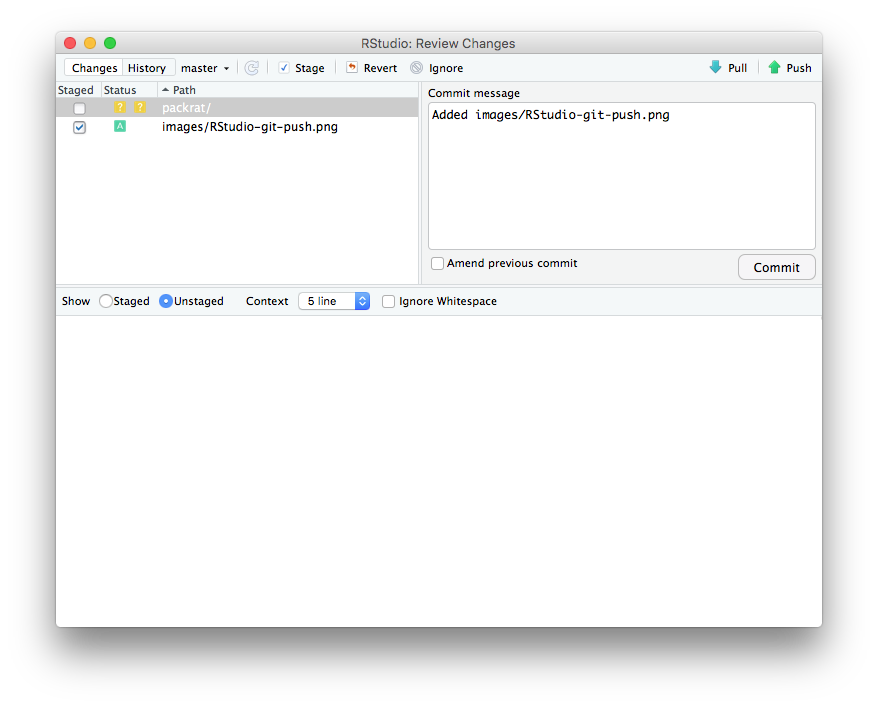 RStudio: Review Changes
Changes History master Stage Revert Ignore Pull Push
Staged Status Path
? ? packrat/
A images/RStudio-git-push.png
Commit message
Added images/RStudio-git-push.png
Amend previous commit
Commit
Show Staged Unstaged Context 5 line Ignore Whitespace